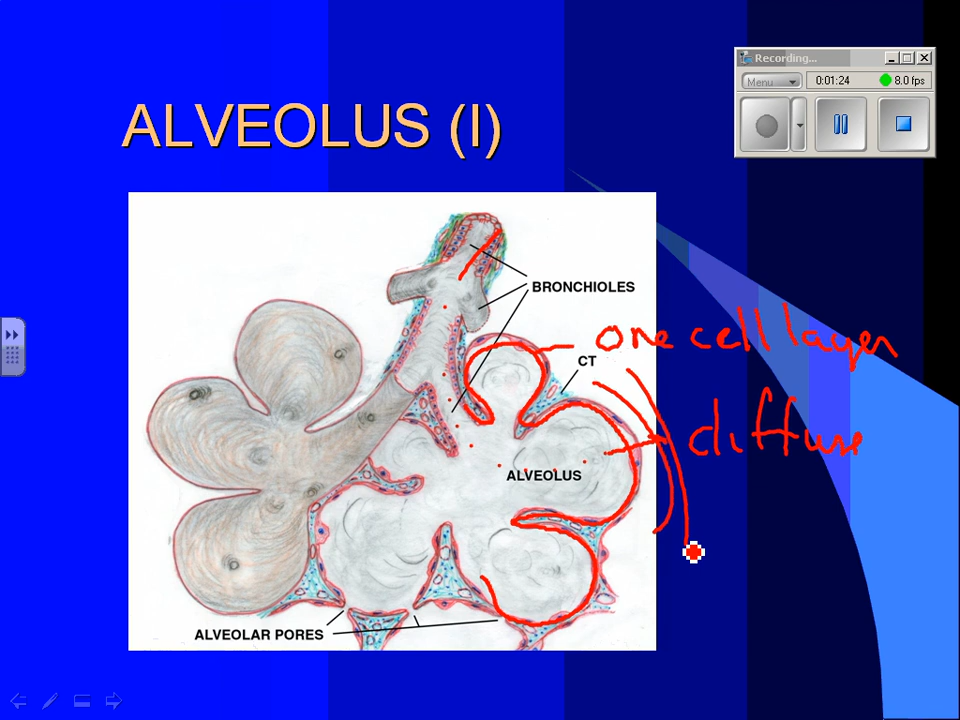 Recording...
Menu
0:01:24
8.0 fps
ALVEOLUS (I)
BRONCHIOLES
one cell layer
CT
diffuse
ALVEOLUS
ALVEOLAR PORES